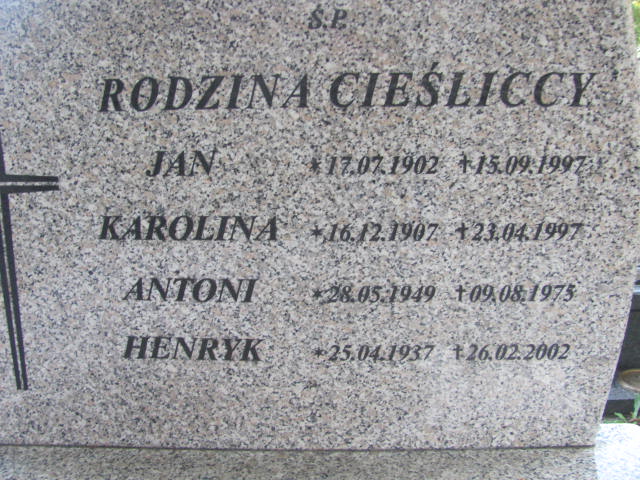 Ś.P.
RODZINA CIEŚLICCY
JAN *17.07.1902 †15.09.1997
KAROLINA *16.12.1907 †23.04.1997
ANTONI *28.05.1949 †09.08.1975
HENRYK *25.04.1937 †26.02.2002